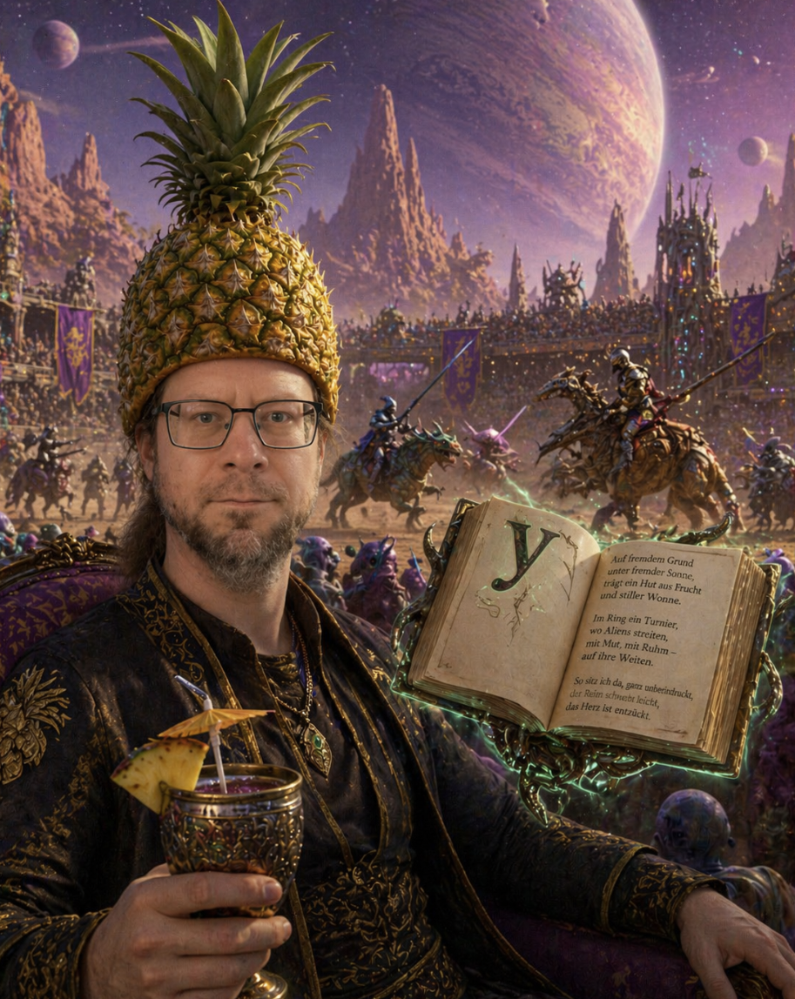 y
Auf fremdem Grund
unter fremder Sonne,
trägt ein Hut aus Frucht
und stiller Wonne.
Im Ring ein Turnier,
wo Aliens streiten,
mit Mut, mit Ruhm –
auf ihre Weiten.
So sitz ich da, ganz unbeindruckt,
der Reim schwebt leicht,
das Herz ist entzückt.